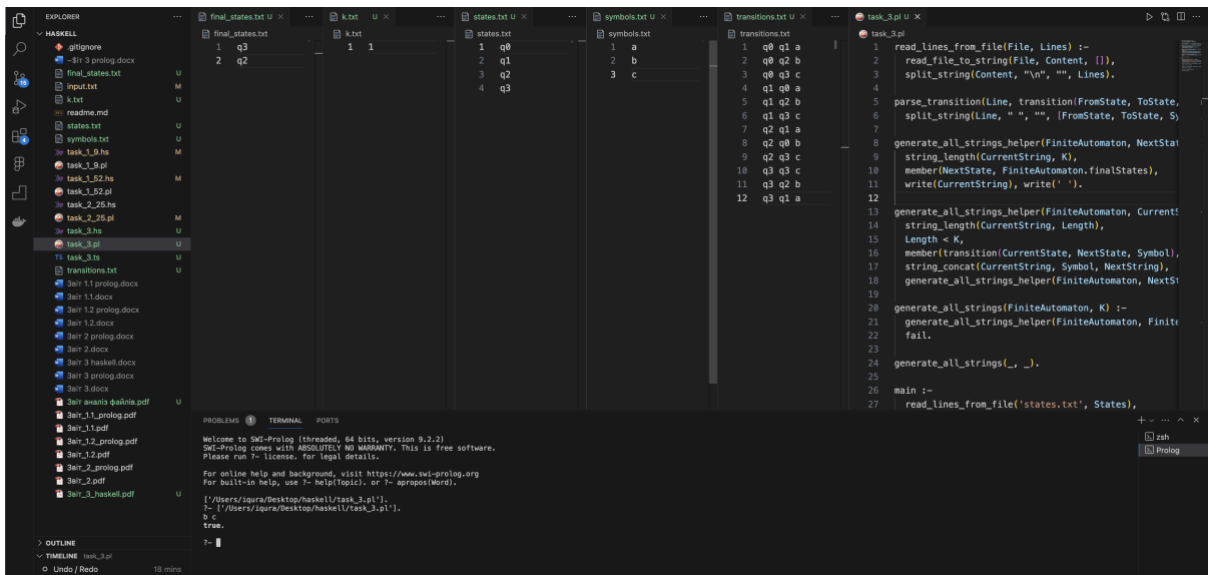 EXPLORER
HASKELL
.gitignore
~$іт 3 prolog.docx
final_states.txt U
input.txt M
k.txt U
readme.md
states.txt U
symbols.txt U
task_1_9.hs M
task_1_9.pl
task_1_52.hs M
task_1_52.pl
task_2_25.hs
task_2_25.pl M
task_3.hs U
task_3.pl U
TS task_3.ts U
transitions.txt U
Звіт 1.1 prolog.docx
Звіт 1.1.docx
Звіт 1.2 prolog.docx
Звіт 1.2.docx
Звіт 2 prolog.docx
Звіт 2.docx
Звіт 3 haskell.docx
Звіт 3 prolog.docx
Звіт 3.docx
Звіт аналіз файлів.pdf U
Звіт_1.1_prolog.pdf
Звіт_1.1.pdf
Звіт_1.2_prolog.pdf
Звіт_1.2.pdf
Звіт_2_prolog.pdf
Звіт_2.pdf
Звіт_3_haskell.pdf U
OUTLINE
TIMELINE task_3.pl
Undo / Redo 18 mins
final_states.txt U
final_states.txt
1 q3
2 q2
k.txt U
k.txt
1 1
states.txt U
states.txt
1 q0
2 q1
3 q2
4 q3
symbols.txt U
symbols.txt
1 a
2 b
3 c
transitions.txt U
transitions.txt
1 q0 q1 a
2 q0 q2 b
3 q0 q3 c
4 q1 q0 a
5 q1 q2 b
6 q1 q3 c
7 q2 q1 a
8 q2 q0 b
9 q2 q3 c
10 q3 q3 c
11 q3 q2 b
12 q3 q1 a
task_3.pl U
task_3.pl
1 read_lines_from_file(File, Lines) :-
2 read_file_to_string(File, Content, []),
3 split_string(Content, "\n", "", Lines).
4
5 parse_transition(Line, transition(FromState, ToState,
6 split_string(Line, " ", "", [FromState, ToState, Sy
7
8 generate_all_strings_helper(FiniteAutomaton, NextStat
9 string_length(CurrentString, K),
10 member(NextState, FiniteAutomaton.finalStates),
11 write(CurrentString), write(' ').
12
13 generate_all_strings_helper(FiniteAutomaton, CurrentS
14 string_length(CurrentString, Length),
15 Length < K,
16 member(transition(CurrentState, NextState, Symbol),
17 string_concat(CurrentString, Symbol, NextString),
18 generate_all_strings_helper(FiniteAutomaton, NextSt
19
20 generate_all_strings(FiniteAutomaton, K) :-
21 generate_all_strings_helper(FiniteAutomaton, Finite
22 fail.
23
24 generate_all_strings(_, _).
25
26 main :-
27 read_lines_from_file('states.txt', States),
PROBLEMS 1 TERMINAL PORTS
Welcome to SWI-Prolog (threaded, 64 bits, version 9.2.2)
SWI-Prolog comes with ABSOLUTELY NO WARRANTY. This is free software.
Please run ?- license. for legal details.
For online help and background, visit https://www.swi-prolog.org
For built-in help, use ?- help(Topic). or ?- apropos(Word).
['/Users/iqura/Desktop/haskell/task_3.pl'].
?- ['/Users/iqura/Desktop/haskell/task_3.pl'].
b c
true.
?-
zsh
Prolog